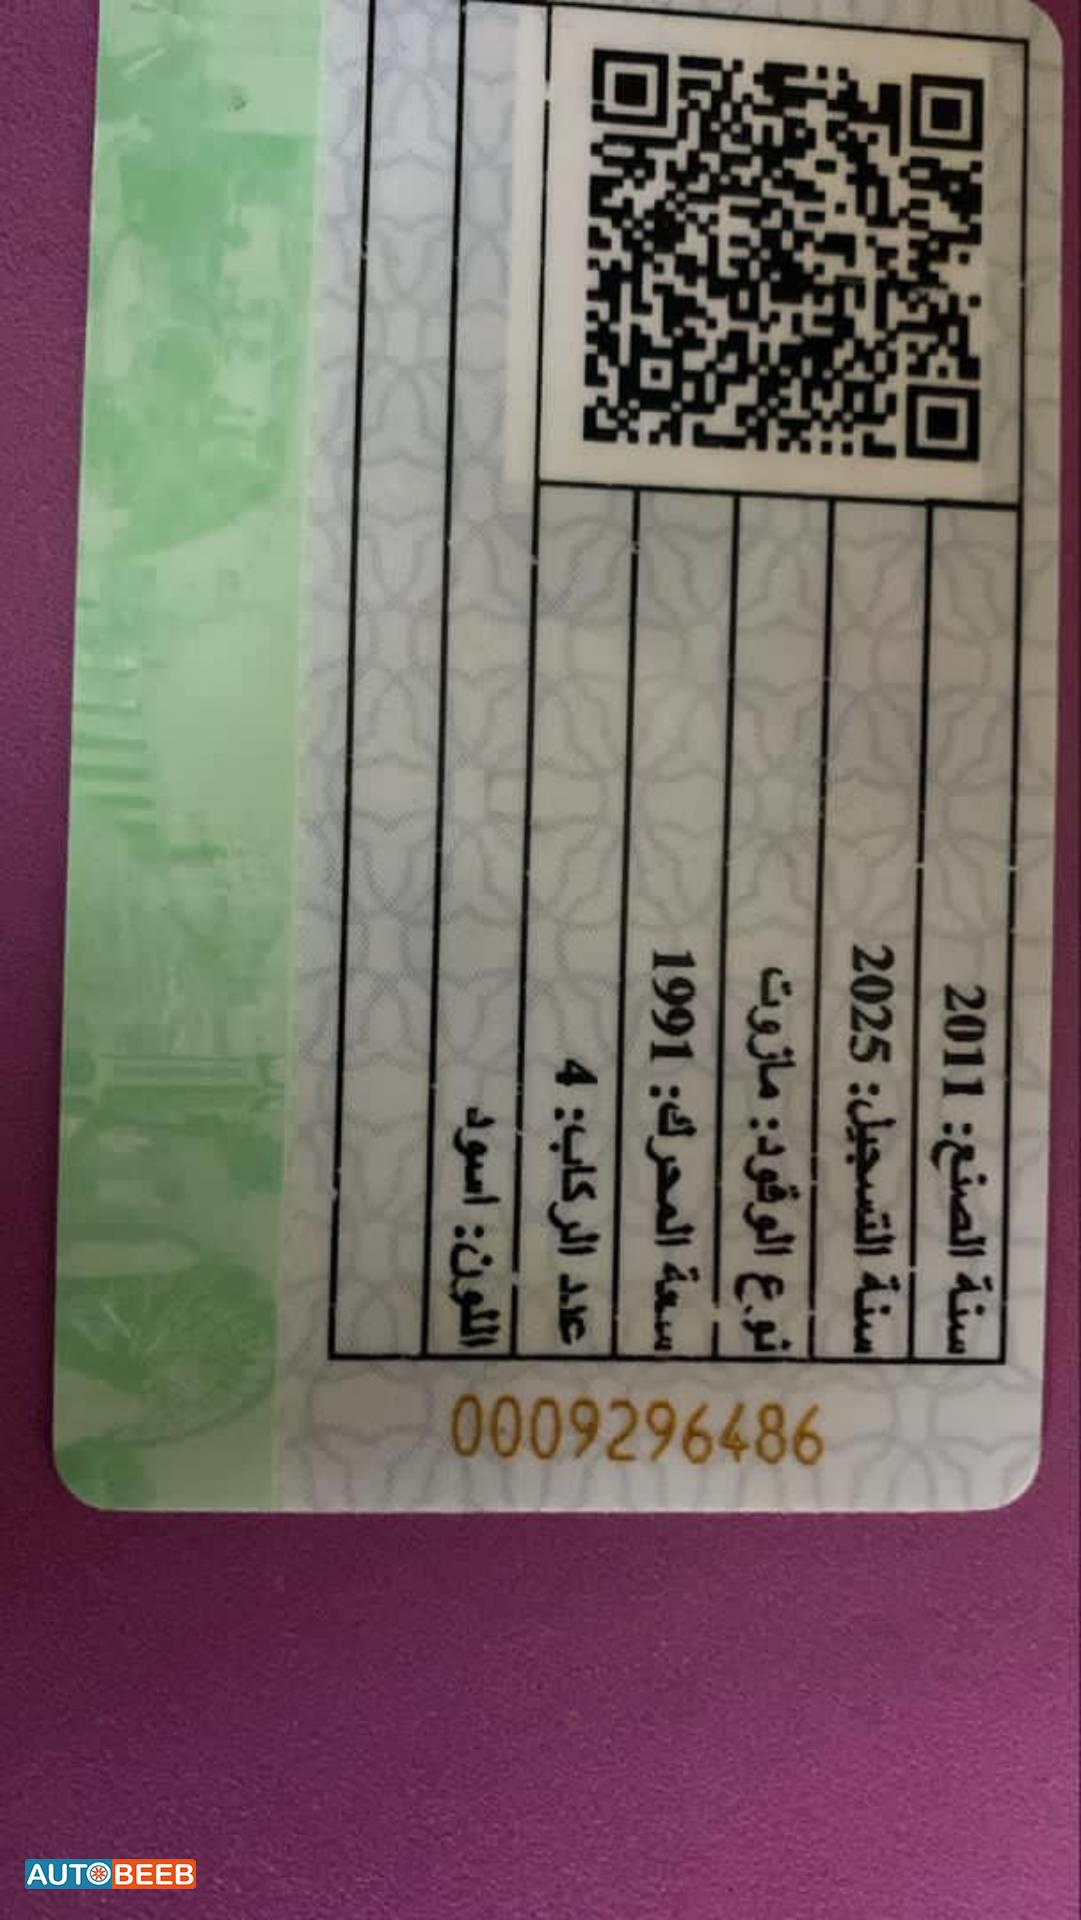 سنة الصنع: 2011
سنة التسجيل: 2025
نوع الوقود: مازوت
سعة المحرك: 1991
عدد الركاب: 4
اللون: اسود
0009296486
AUTOBEEB